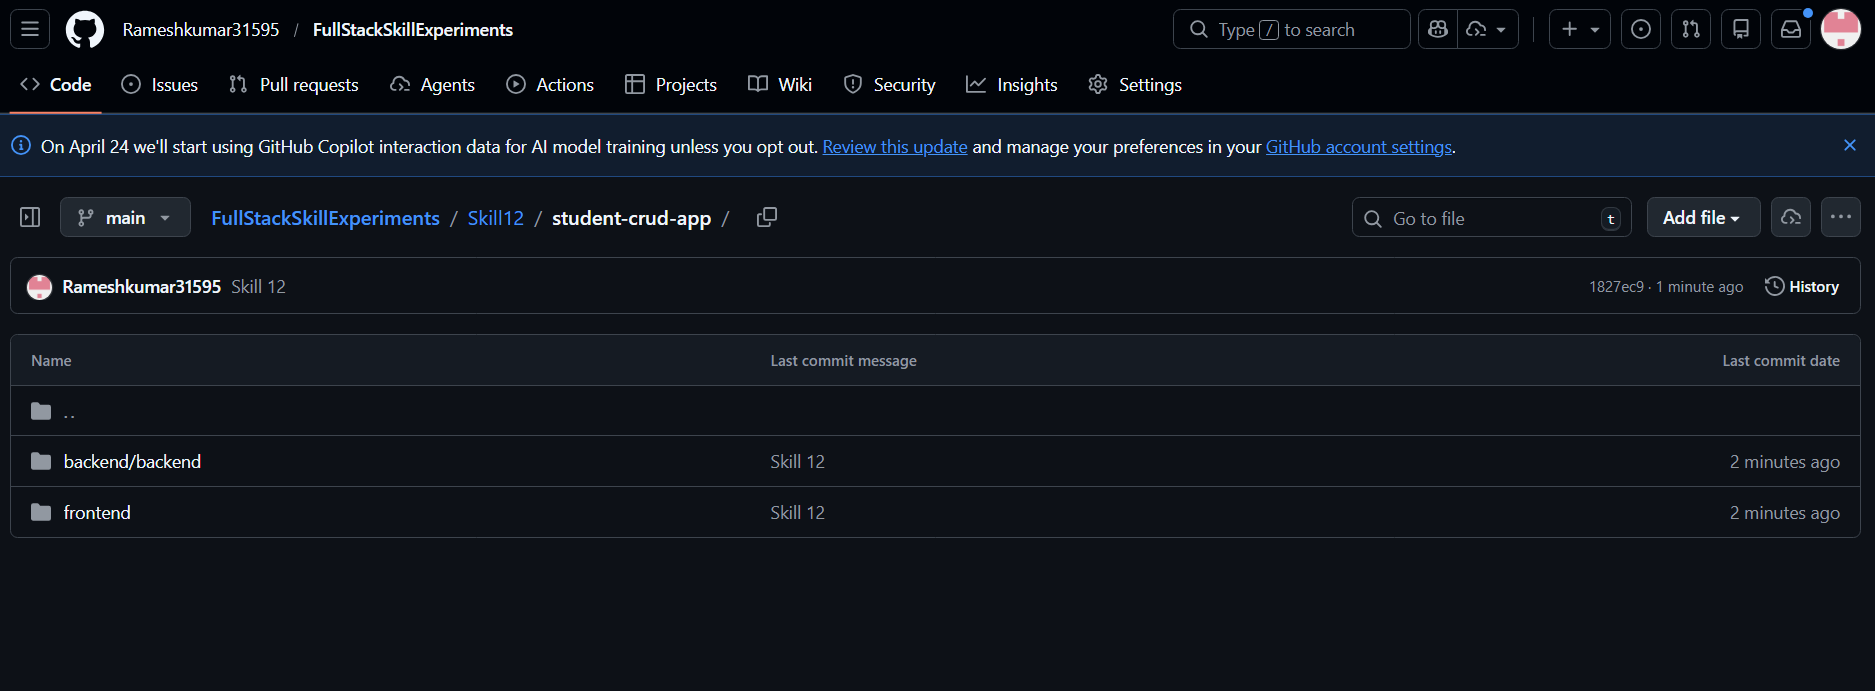 Rameshkumar31595 / FullStackSkillExperiments
Type / to search
Code Issues Pull requests Agents Actions Projects Wiki Security Insights Settings
On April 24 we'll start using GitHub Copilot interaction data for AI model training unless you opt out. Review this update and manage your preferences in your GitHub account settings.
main
FullStackSkillExperiments / Skill12 / student-crud-app /
Go to file t
Add file
Rameshkumar31595 Skill 12
1827ec9 · 1 minute ago
History
Name Last commit message Last commit date
..
backend/backend Skill 12 2 minutes ago
frontend Skill 12 2 minutes ago